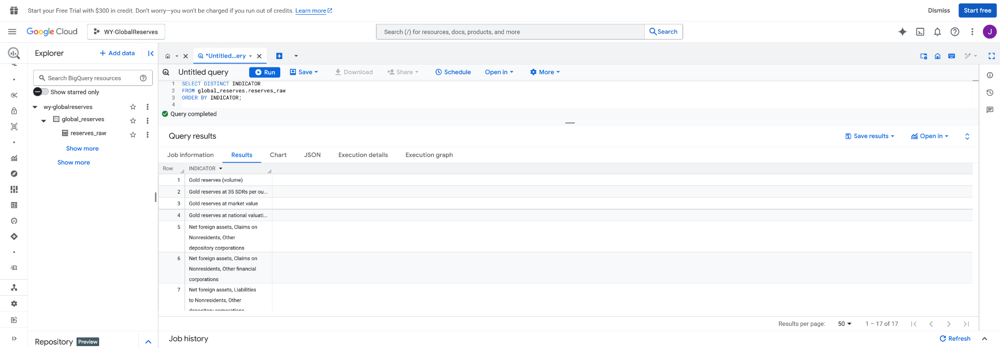 Start your Free Trial with $300 in credit. Don't worry—you won't be charged if you run out of credits. Learn more
Dismiss
Start free
Google Cloud
WY-GlobalReserves
Search (/) for resources, docs, products, and more
Search
J
Explorer
+ Add data
*Untitled...ery
Untitled query
Run
Save
Download
Share
Schedule
Open in
More
Search BigQuery resources
Show starred only
wy-globalreserves
global_reserves
reserves_raw
Show more
Show more
1 SELECT DISTINCT INDICATOR
2 FROM global_reserves.reserves_raw
3 ORDER BY INDICATOR;
4
Query completed
Query results
Save results
Open in
Job information
Results
Chart
JSON
Execution details
Execution graph
Row INDICATOR
1 Gold reserves (volume)
2 Gold reserves at 35 SDRs per ou...
3 Gold reserves at market value
4 Gold reserves at national valuati...
5 Net foreign assets, Claims on
Nonresidents, Other
depository corporations
6 Net foreign assets, Claims on
Nonresidents, Other financial
corporations
7 Net foreign assets, Liabilities
to Nonresidents, Other
depository corporations
Results per page: 50 1 – 17 of 17
Repository Preview
Job history
Refresh